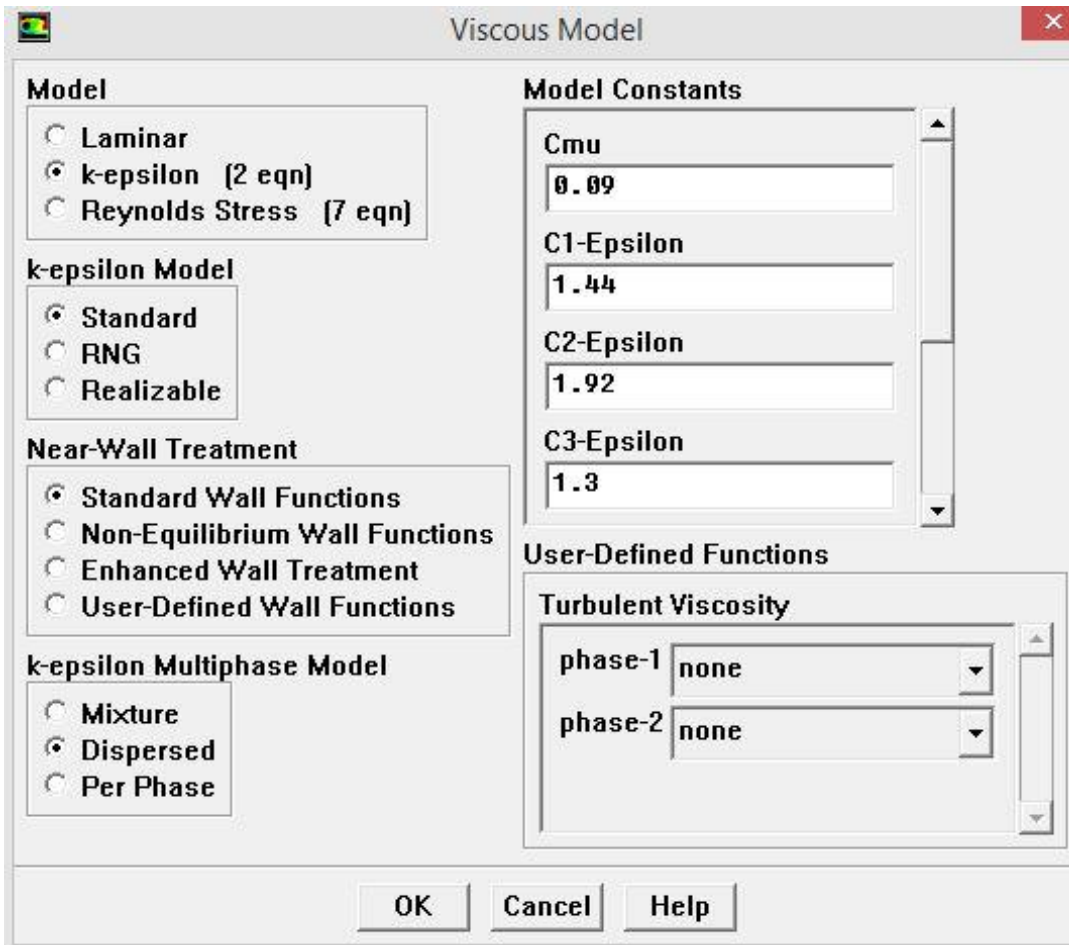 Viscous Model
Model
Laminar
k-epsilon (2 eqn)
Reynolds Stress (7 eqn)
k-epsilon Model
Standard
RNG
Realizable
Near-Wall Treatment
Standard Wall Functions
Non-Equilibrium Wall Functions
Enhanced Wall Treatment
User-Defined Wall Functions
k-epsilon Multiphase Model
Mixture
Dispersed
Per Phase
Model Constants
Cmu
0.09
C1-Epsilon
1.44
C2-Epsilon
1.92
C3-Epsilon
1.3
User-Defined Functions
Turbulent Viscosity
phase-1 none
phase-2 none
OK Cancel Help